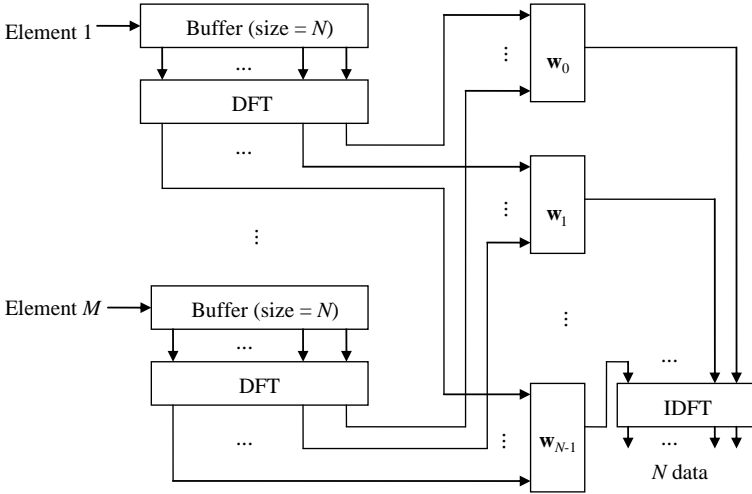 Element 1
Buffer (size = N)
...
DFT
...
...
w0
...
w1
...
...
Element M
Buffer (size = N)
...
DFT
...
...
wN-1
...
IDFT
...
N data